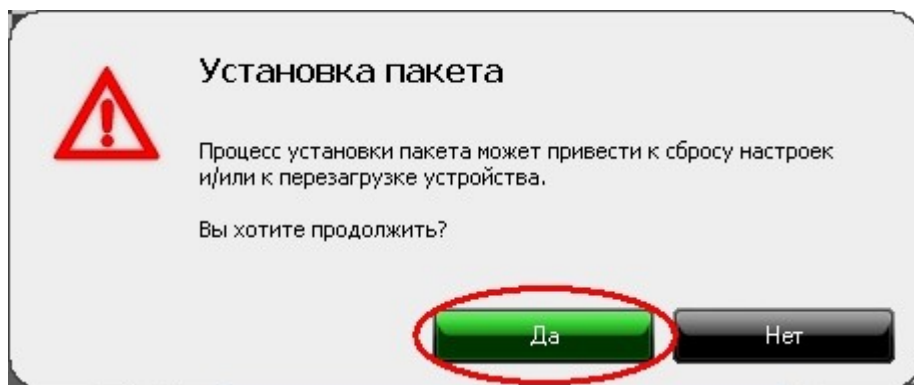 Установка пакета
Процесс установки пакета может привести к сбросу настроек
и/или к перезагрузке устройства.
Вы хотите продолжить?
Да
Нет